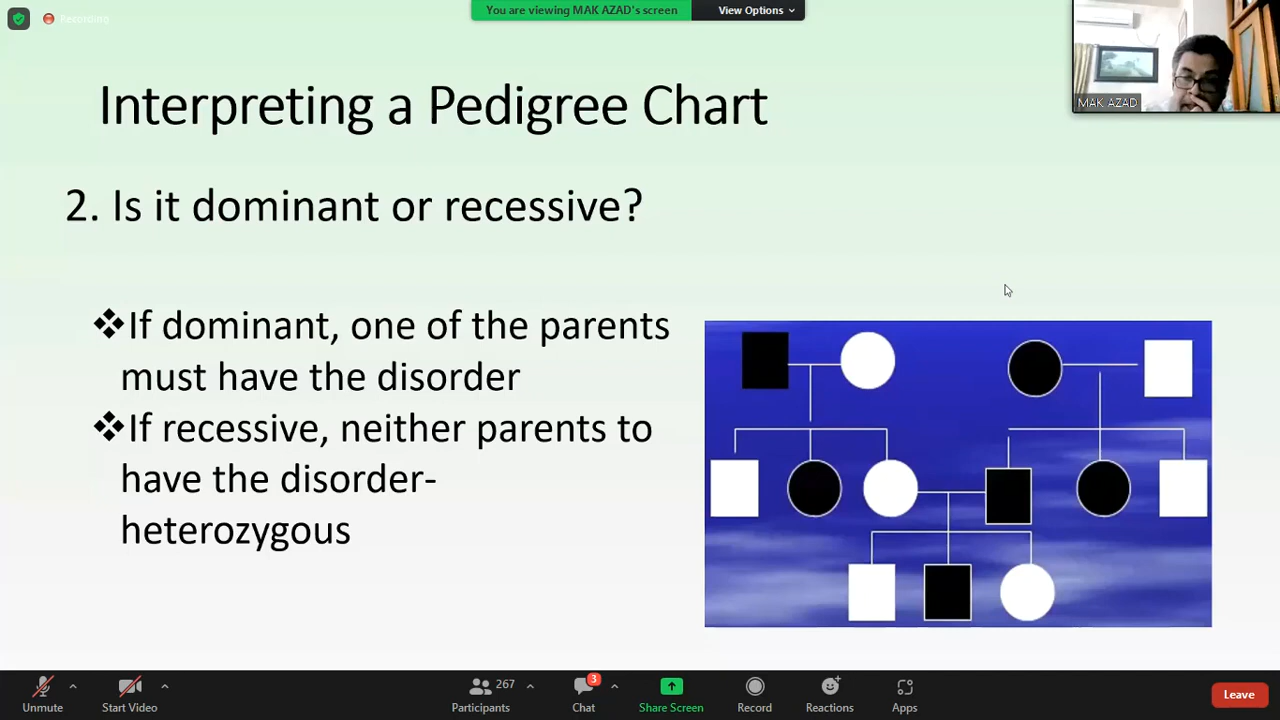 Recording
You are viewing MAK AZAD's screen
View Options
MAK AZAD
Interpreting a Pedigree Chart
2. Is it dominant or recessive?
❖If dominant, one of the parents
must have the disorder
❖If recessive, neither parents to
have the disorder-
heterozygous
Unmute
Start Video
267
Participants
3
Chat
Share Screen
Record
Reactions
Apps
Leave